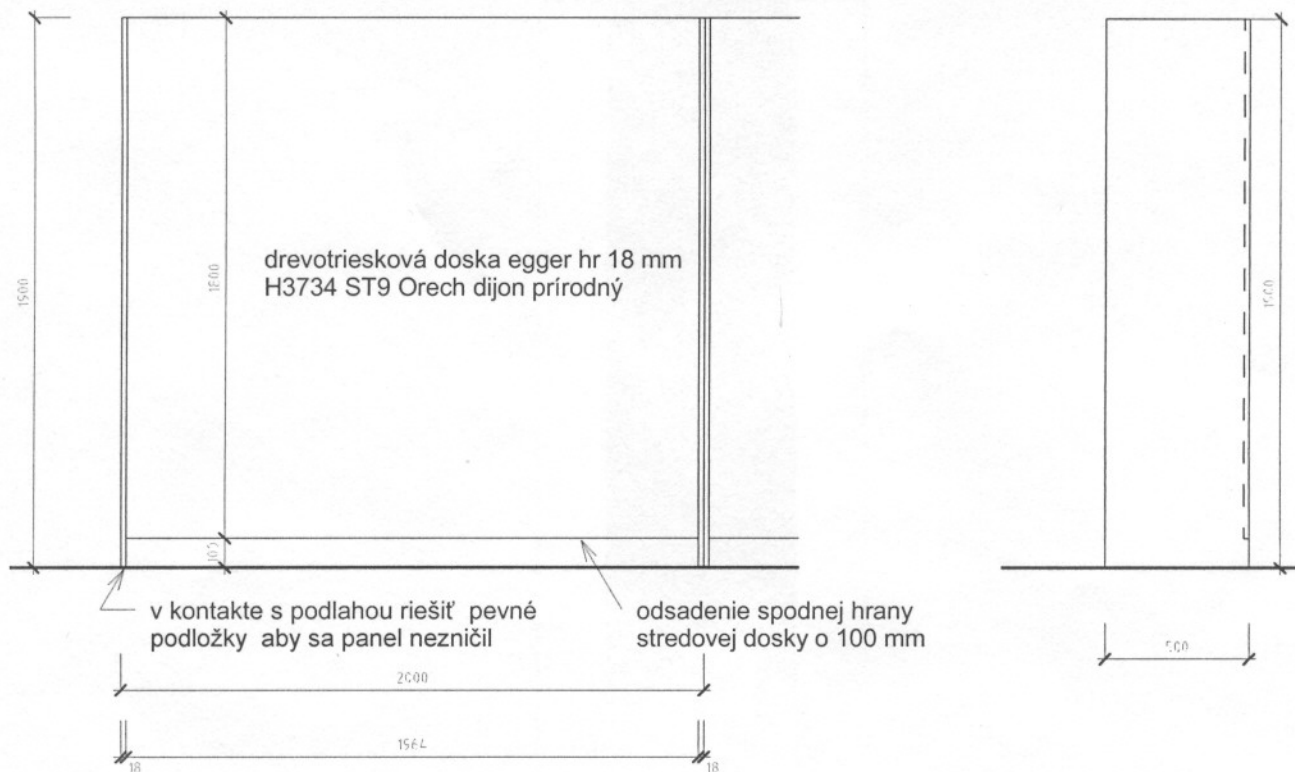 1900
1800
drevotriesková doska egger hr 18 mm
H3734 ST9 Orech dijon prírodný
1900
100
v kontakte s podlahou riešiť pevné
podložky aby sa panel nezničil
odsadenie spodnej hrany
stredovej dosky o 100 mm
500
2000
1964
18
18